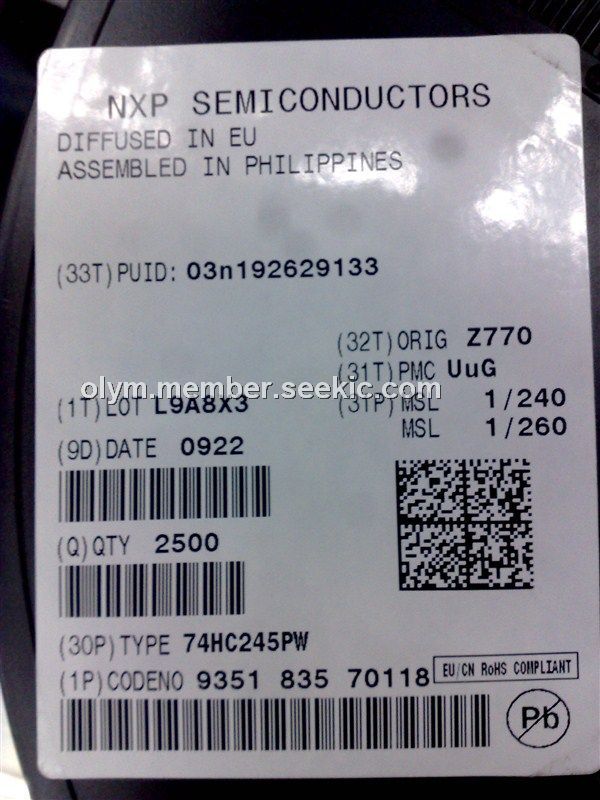 NXP SEMICONDUCTORS
DIFFUSED IN EU
ASSEMBLED IN PHILIPPINES
(33T)PUID: 03n192629133
(32T)ORIG Z770
(31T)PMC UuG
olym.member.seekic.com
(1T)LOT L9A8X3
(3TP)MSL 1/240
MSL 1/260
(9D)DATE 0922
(Q)QTY 2500
(30P)TYPE 74HC245PW
(1P)CODENO 9351 835 70118
EU/CN RoHS COMPLIANT
Pb